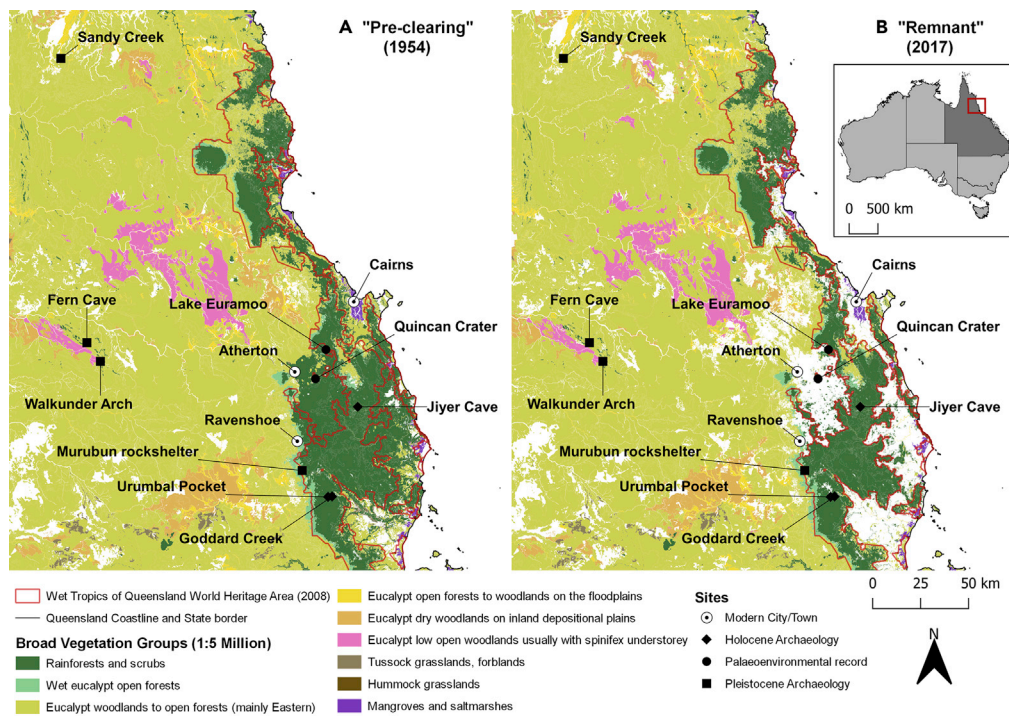 A "Pre-clearing"
(1954)
Sandy Creek
Cairns
Lake Euramoo
Fern Cave
Quincan Crater
Atherton
Walkunder Arch
Jiyer Cave
Ravenshoe
Murubun rockshelter
Urumbal Pocket
Goddard Creek
B "Remnant"
(2017)
Sandy Creek
0 500 km
Cairns
Lake Euramoo
Fern Cave
Quincan Crater
Atherton
Walkunder Arch
Jiyer Cave
Ravenshoe
Murubun rockshelter
Urumbal Pocket
Goddard Creek
0 25 50 km
Wet Tropics of Queensland World Heritage Area (2008)
Queensland Coastline and State border
Broad Vegetation Groups (1:5 Million)
Rainforests and scrubs
Wet eucalypt open forests
Eucalypt woodlands to open forests (mainly Eastern)
Eucalypt open forests to woodlands on the floodplains
Eucalypt dry woodlands on inland depositional plains
Eucalypt low open woodlands usually with spinifex understorey
Tussock grasslands, forblands
Hummock grasslands
Mangroves and saltmarshes
Sites
Modern City/Town
Holocene Archaeology
Palaeoenvironmental record
Pleistocene Archaeology
N